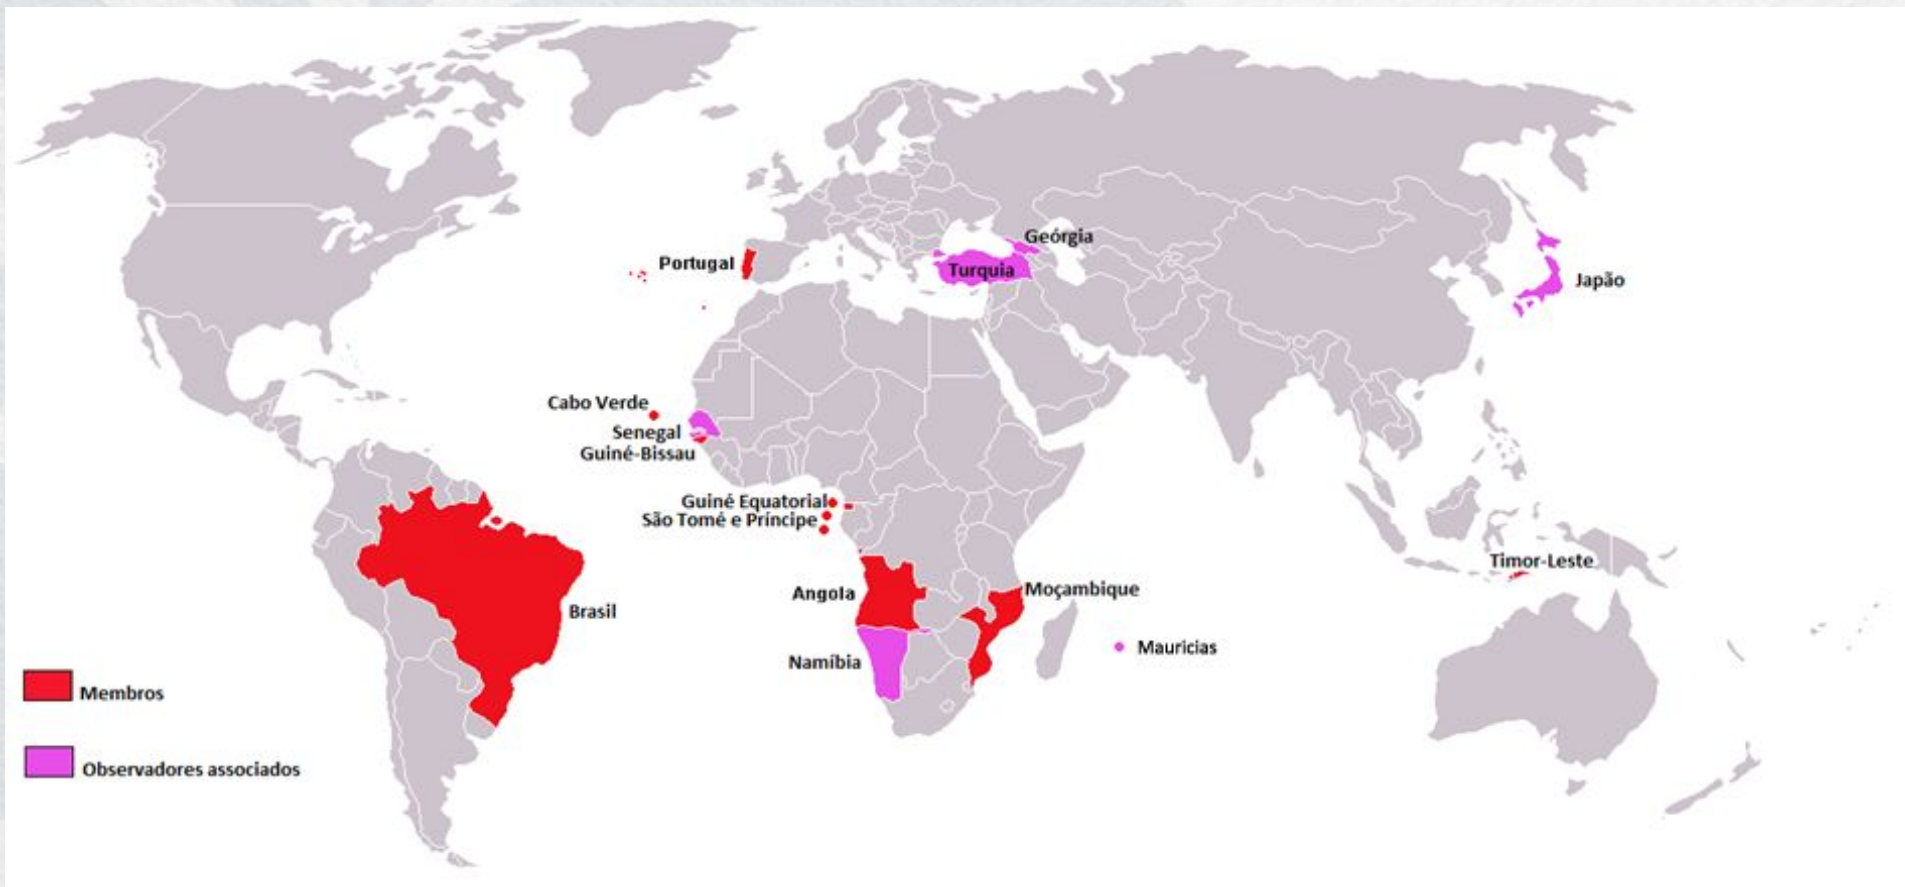 Geórgia
Portugal
Turquia
Japão
Cabo Verde
Senegal
Guiné-Bissau
Guiné Equatorial
São Tomé e Príncipe
Timor-Leste
Angola
Moçambique
Brasil
Mauricias
Namíbia
Membros
Observadores associados